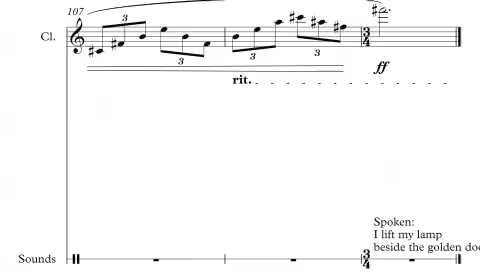 107
Cl.
3
3
3
3
3
4
ff
rit.
Spoken:
I lift my lamp
beside the golden doo
Sounds
3
4